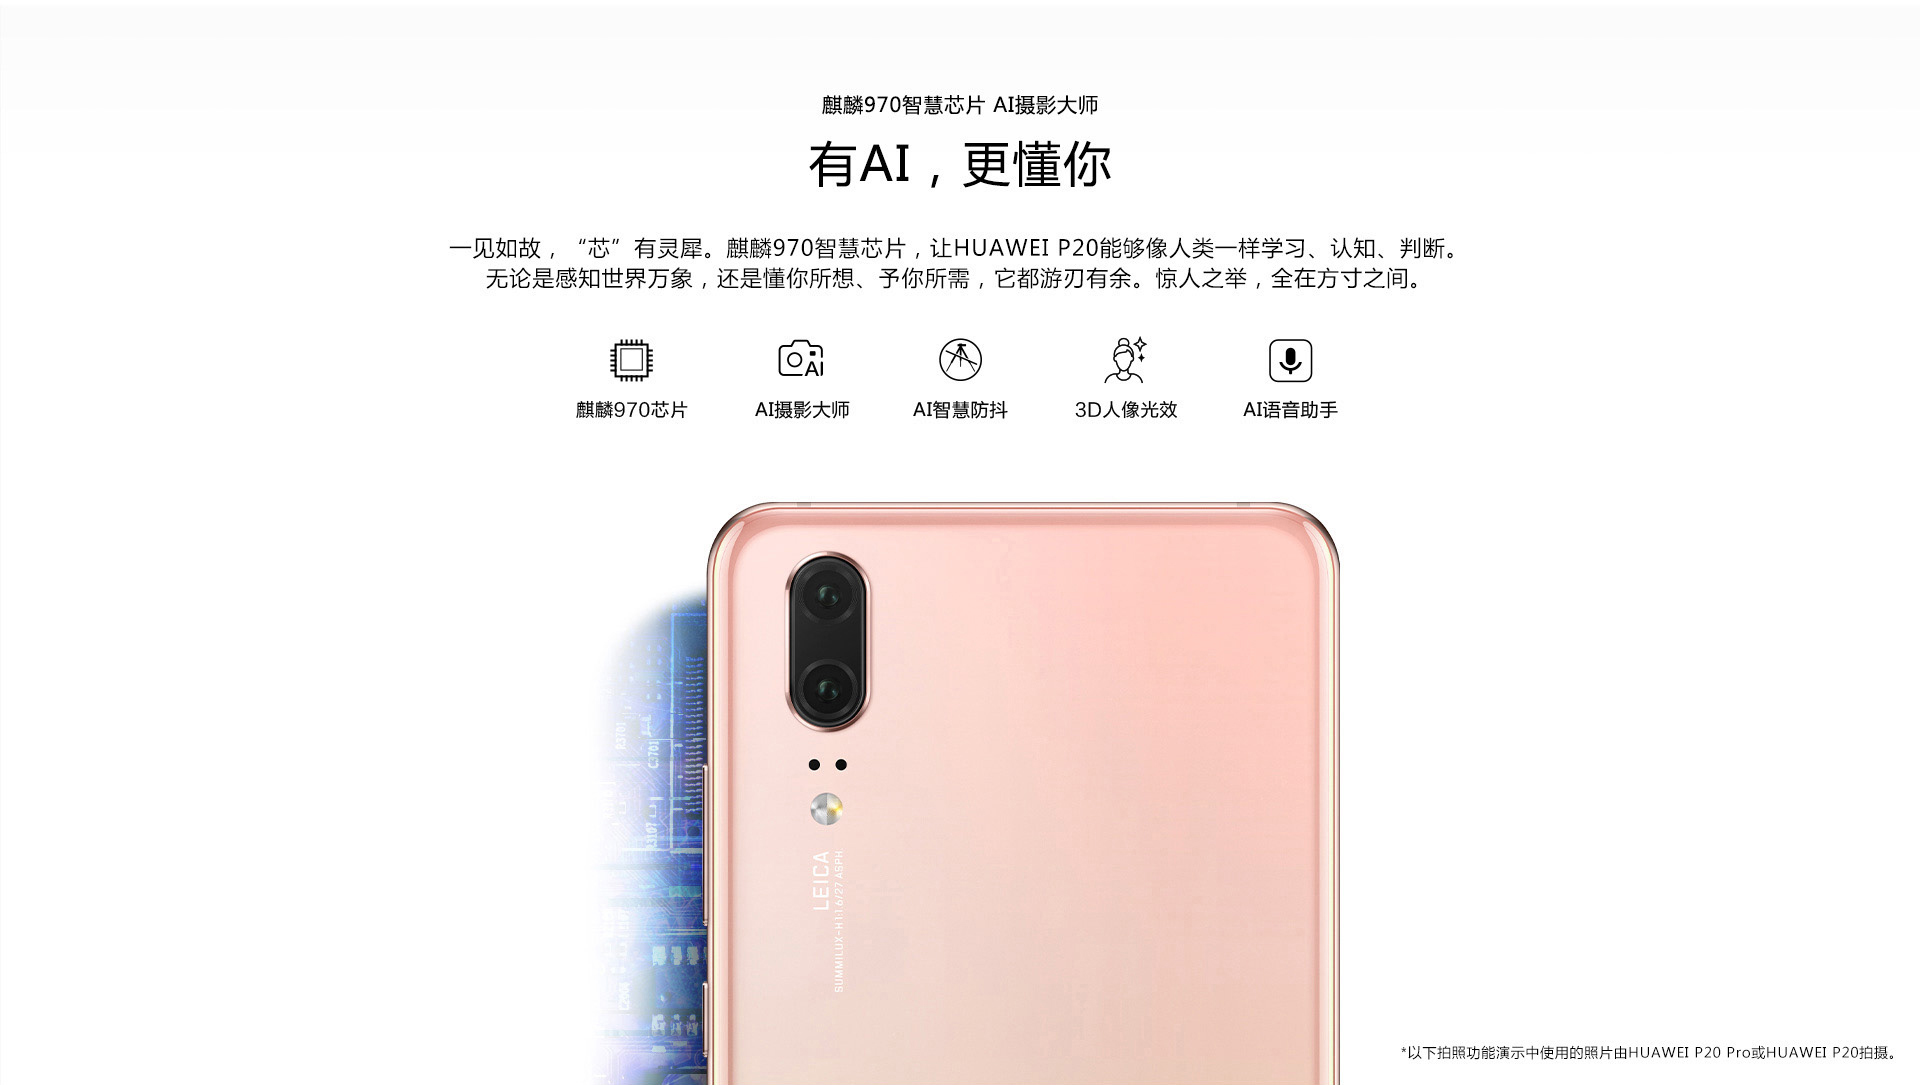 麒麟970智慧芯片 AI摄影大师
有AI，更懂你
一见如故，“芯”有灵犀。麒麟970智慧芯片，让HUAWEI P20能够像人类一样学习、认知、判断。
无论是感知世界万象，还是懂你所想、予你所需，它都游刃有余。惊人之举，全在方寸之间。
AI
麒麟970芯片
AI摄影大师
AI智慧防抖
3D人像光效
AI语音助手
R3701
C3701
LEICA
SUMMILUX-H 1:1.6/27 ASPH
*以下拍照功能演示中使用的照片由HUAWEI P20 Pro或HUAWEI P20拍摄。